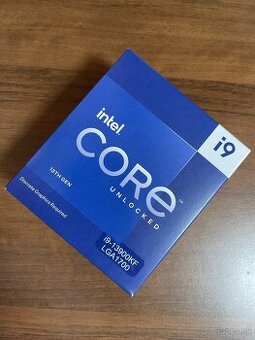 intel
CORE
i9
UNLOCKED
13TH GEN
Discrete Graphics Required
i9-13900KF
LGA1700